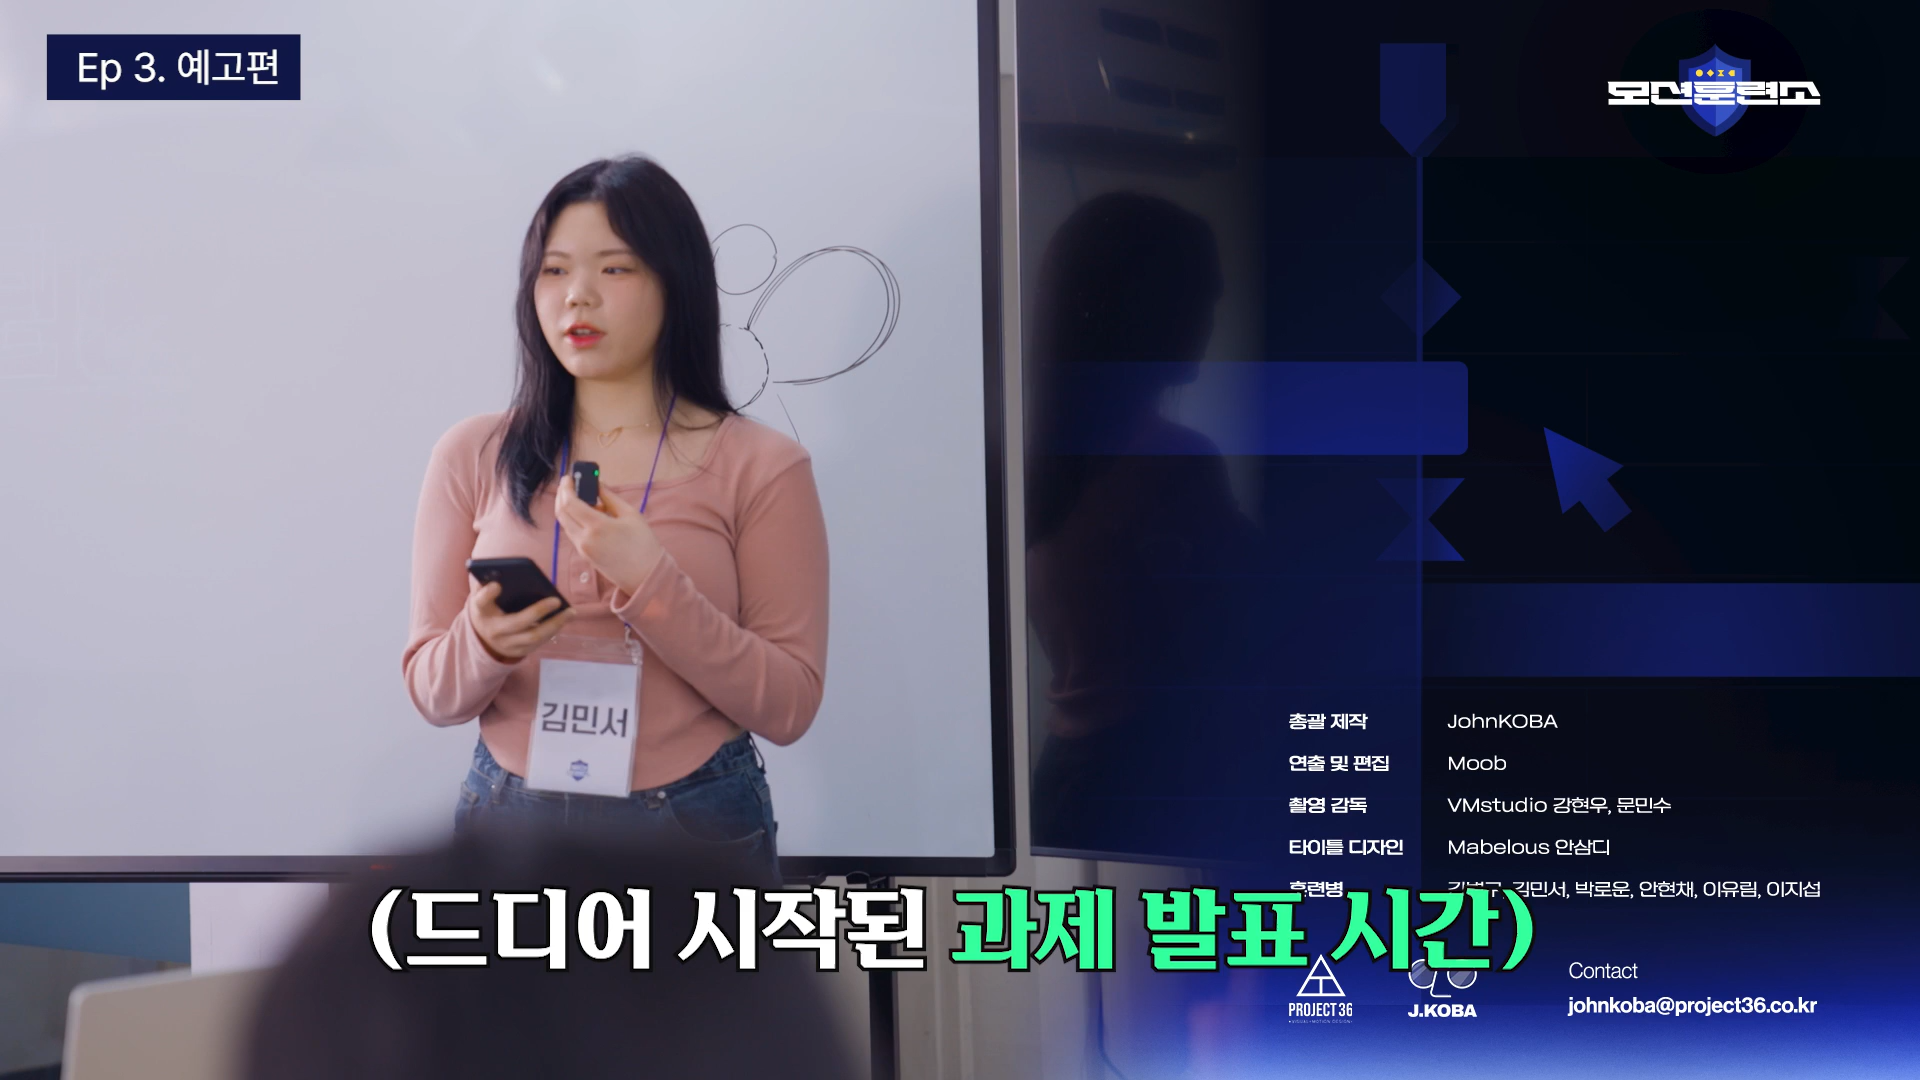 Ep 3. 예고편
모션훈련소
김민서
총괄 제작 JohnKOBA
연출 및 편집 Moob
촬영 감독 VMstudio 강현우, 문민수
타이틀 디자인 Mabelous 안삼디
훈련병 김민서, 박로운, 안현채, 이유림, 이지섭
(드디어 시작된 과제 발표 시간)
PROJECT 36
J.KOBA
Contact
johnkoba@project36.co.kr